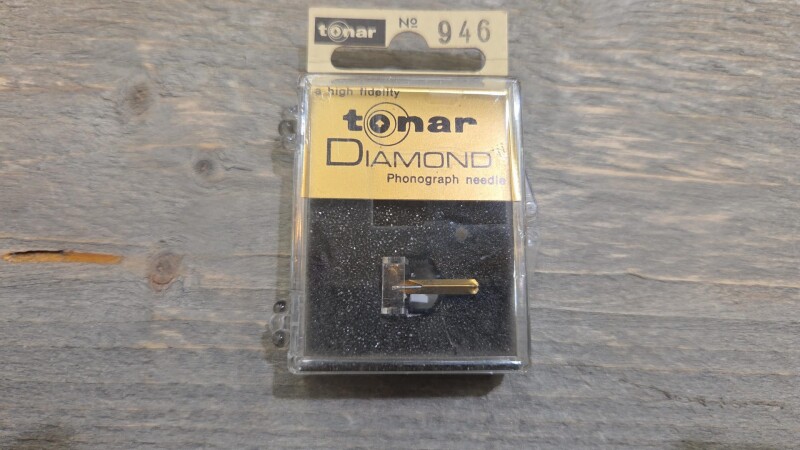 tonar Nº 946
a high fidelity
tonar
DIAMOND
Phonograph needle